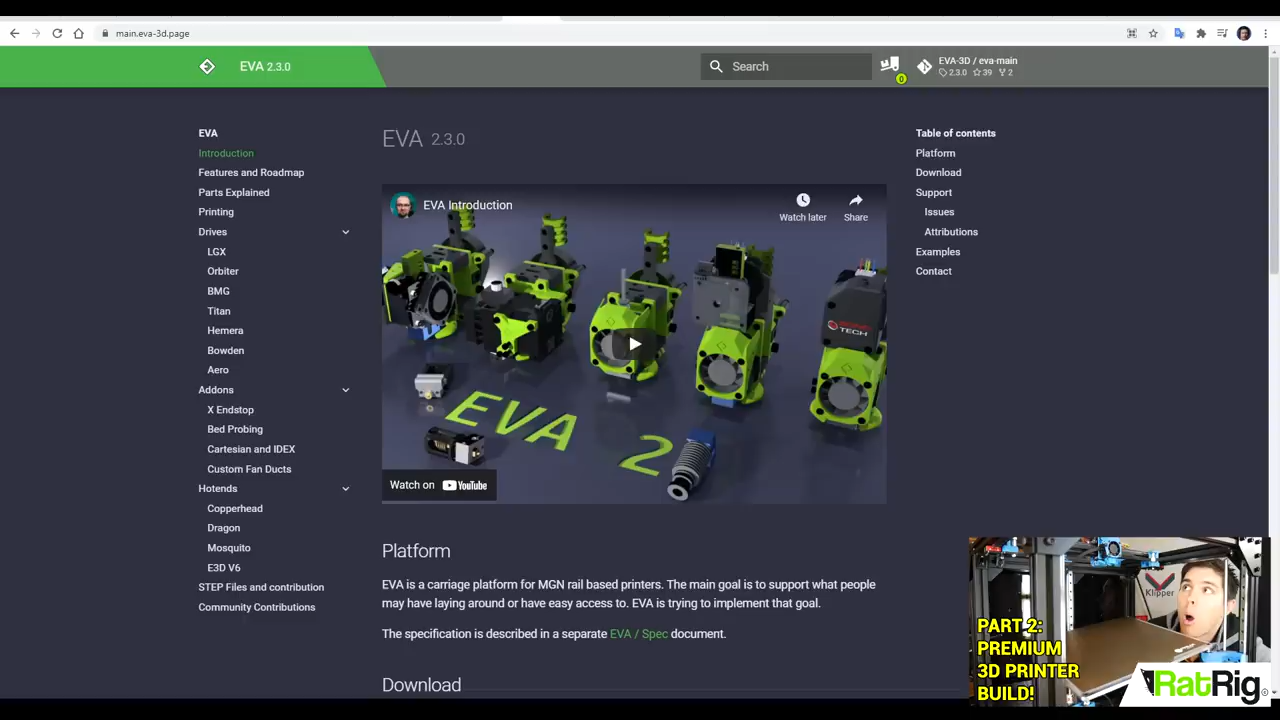 main.eva-3d.page
EVA 2.3.0
Search
0
EVA-3D / eva-main
2.3.0 39 2
EVA
Introduction
Features and Roadmap
Parts Explained
Printing
Drives
LGX
Orbiter
BMG
Titan
Hemera
Bowden
Aero
Addons
X Endstop
Bed Probing
Cartesian and IDEX
Custom Fan Ducts
Hotends
Copperhead
Dragon
Mosquito
E3D V6
STEP Files and contribution
Community Contributions
EVA 2.3.0
EVA Introduction
Watch later
Share
TECH
EVA 2
Watch on YouTube
Platform
EVA is a carriage platform for MGN rail based printers. The main goal is to support what people
may have laying around or have easy access to. EVA is trying to implement that goal.
The specification is described in a separate EVA / Spec document.
Download
Table of contents
Platform
Download
Support
Issues
Attributions
Examples
Contact
Klipper
PART 2:
PREMIUM
3D PRINTER
BUILD!
RatRig